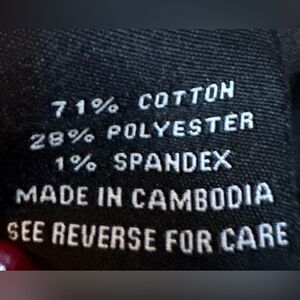 71% COTTON
28% POLYESTER
1% SPANDEX
MADE IN CAMBODIA
SEE REVERSE FOR CARE